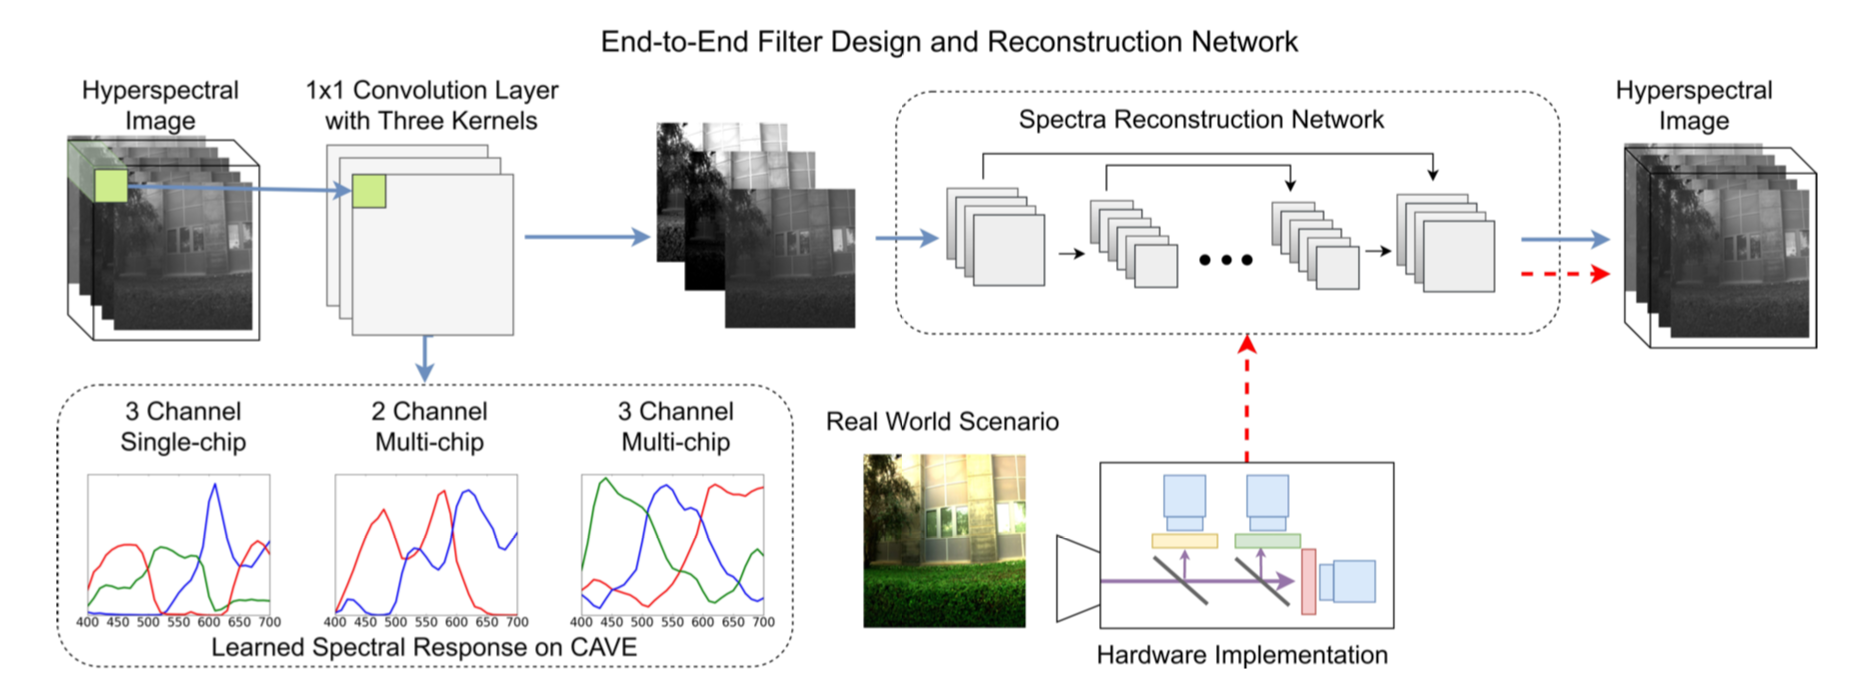 End-to-End Filter Design and Reconstruction Network
Hyperspectral
Image
1x1 Convolution Layer
with Three Kernels
Spectra Reconstruction Network
Hyperspectral
Image
3 Channel
Single-chip
2 Channel
Multi-chip
3 Channel
Multi-chip
400 450 500 550 600 650 700
400 450 500 550 600 650 700
400 450 500 550 600 650 700
Learned Spectral Response on CAVE
Real World Scenario
Hardware Implementation